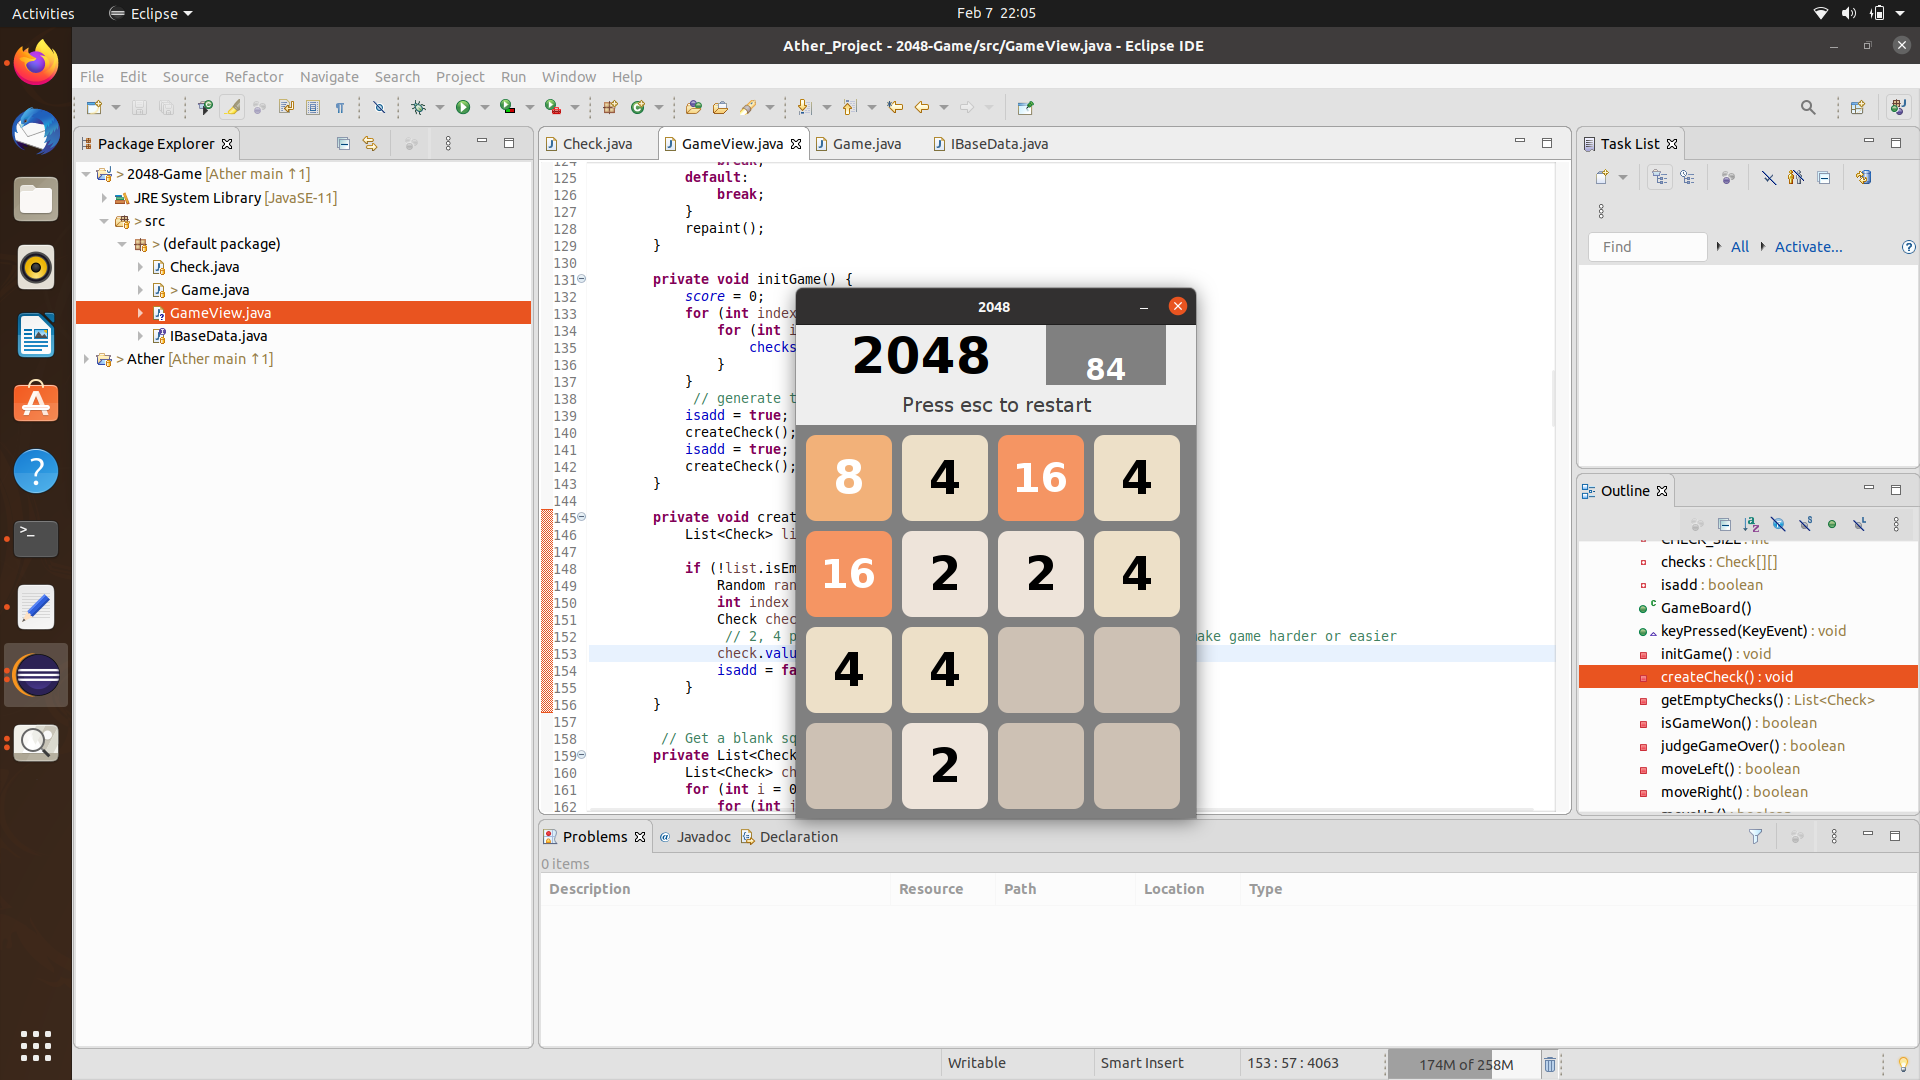 Activities
Eclipse
Feb 7 22:05
Ather_Project - 2048-Game/src/GameView.java - Eclipse IDE
File Edit Source Refactor Navigate Search Project Run Window Help
Package Explorer
> 2048-Game [Ather main ↑1]
JRE System Library [JavaSE-11]
> src
> (default package)
Check.java
> Game.java
GameView.java
IBaseData.java
> Ather [Ather main ↑1]
Check.java
GameView.java
Game.java
IBaseData.java
124 break;
125 default:
126 break;
127 }
128 repaint();
129 }
130
131 private void initGame() {
132 score = 0;
133 for (int index
134 for (int i
135 checks
136 }
137 }
138 // generate t
139 isadd = true;
140 createCheck();
141 isadd = true;
142 createCheck();
143 }
144
145 private void creat
146 List<Check> li
147
148 if (!list.isEm
149 Random ran
150 int index
151 Check chec
152 // 2, 4 p ake game harder or easier
153 check.valu
154 isadd = fa
155 }
156 }
157
158 // Get a blank sq
159 private List<Check
160 List<Check> ch
161 for (int i = 0
162 for (int i
2048
2048
84
Press esc to restart
8 4 16 4
16 2 2 4
4 4
2
Task List
Find
All
Activate...
Outline
CHECK_SIZE : int
checks : Check[][]
isadd : boolean
GameBoard()
keyPressed(KeyEvent) : void
initGame() : void
createCheck() : void
getEmptyChecks() : List<Check>
isGameWon() : boolean
judgeGameOver() : boolean
moveLeft() : boolean
moveRight() : boolean
Problems
@ Javadoc
Declaration
0 items
Description Resource Path Location Type
Writable
Smart Insert
153 : 57 : 4063
174M of 258M